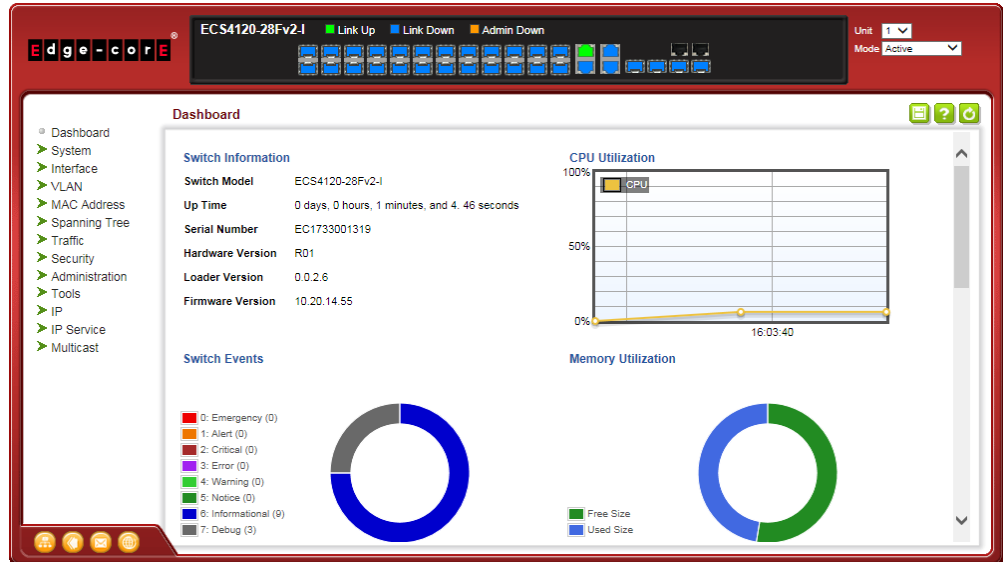 Edge-corE®
ECS4120-28Fv2-I
Link Up
Link Down
Admin Down
Unit 1
Mode Active
Dashboard
Dashboard
System
Interface
VLAN
MAC Address
Spanning Tree
Traffic
Security
Administration
Tools
IP
IP Service
Multicast
Switch Information
Switch Model ECS4120-28Fv2-I
Up Time 0 days, 0 hours, 1 minutes, and 4. 46 seconds
Serial Number EC1733001319
Hardware Version R01
Loader Version 0.0.2.6
Firmware Version 10.20.14.55
CPU Utilization
100%
CPU
50%
0%
16:03:40
Switch Events
0: Emergency (0)
1: Alert (0)
2: Critical (0)
3: Error (0)
4: Warning (0)
5: Notice (0)
6: Informational (9)
7: Debug (3)
Memory Utilization
Free Size
Used Size